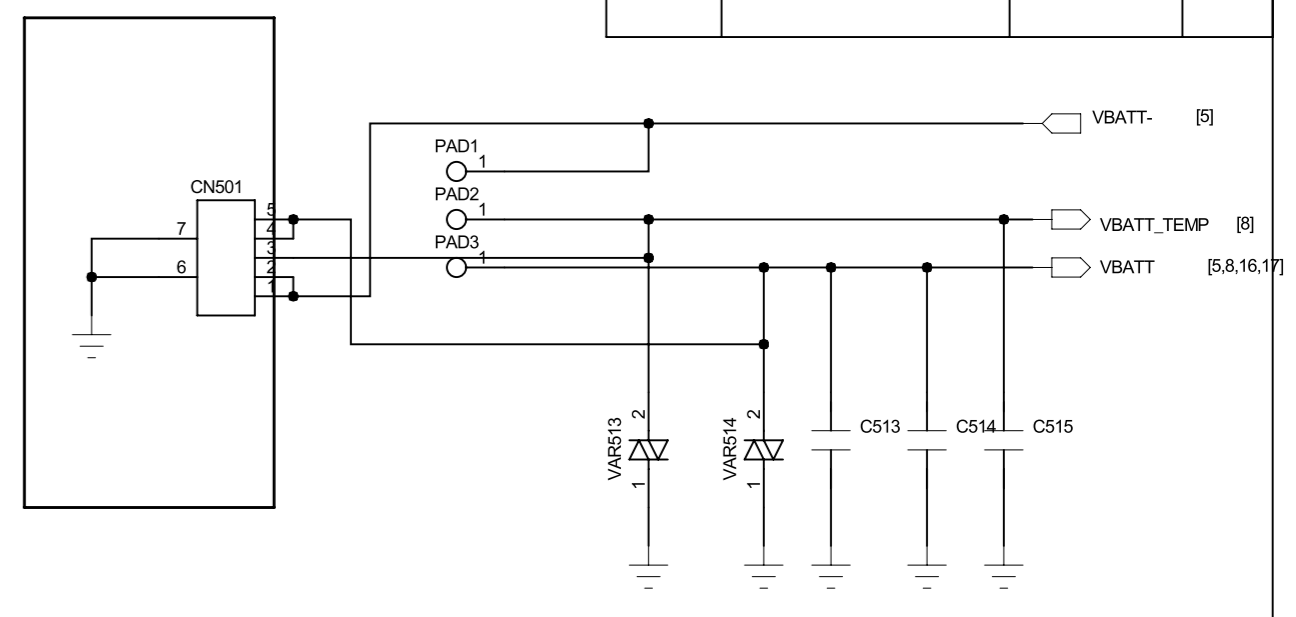 VBATT- [5]
PAD1
1
PAD2
1
VBATT_TEMP [8]
PAD3
1
VBATT [5,8,16,17]
CN501
5
4
3
2
1
7
6
VAR513
2
1
VAR514
2
1
C513
C514
C515